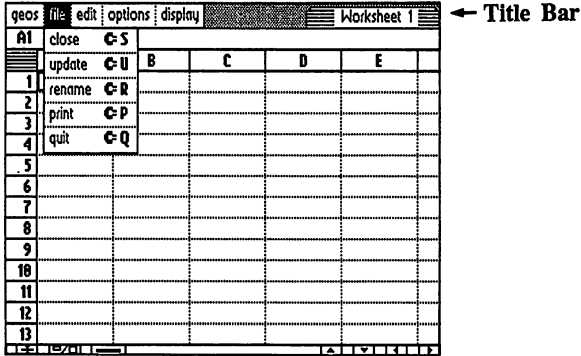 geos file edit options display Worksheet 1 Title Bar
A1
close C= S
update C= U
rename C= R
print C= P
quit C= Q
B C D E
1
2
3
4
5
6
7
8
9
10
11
12
13